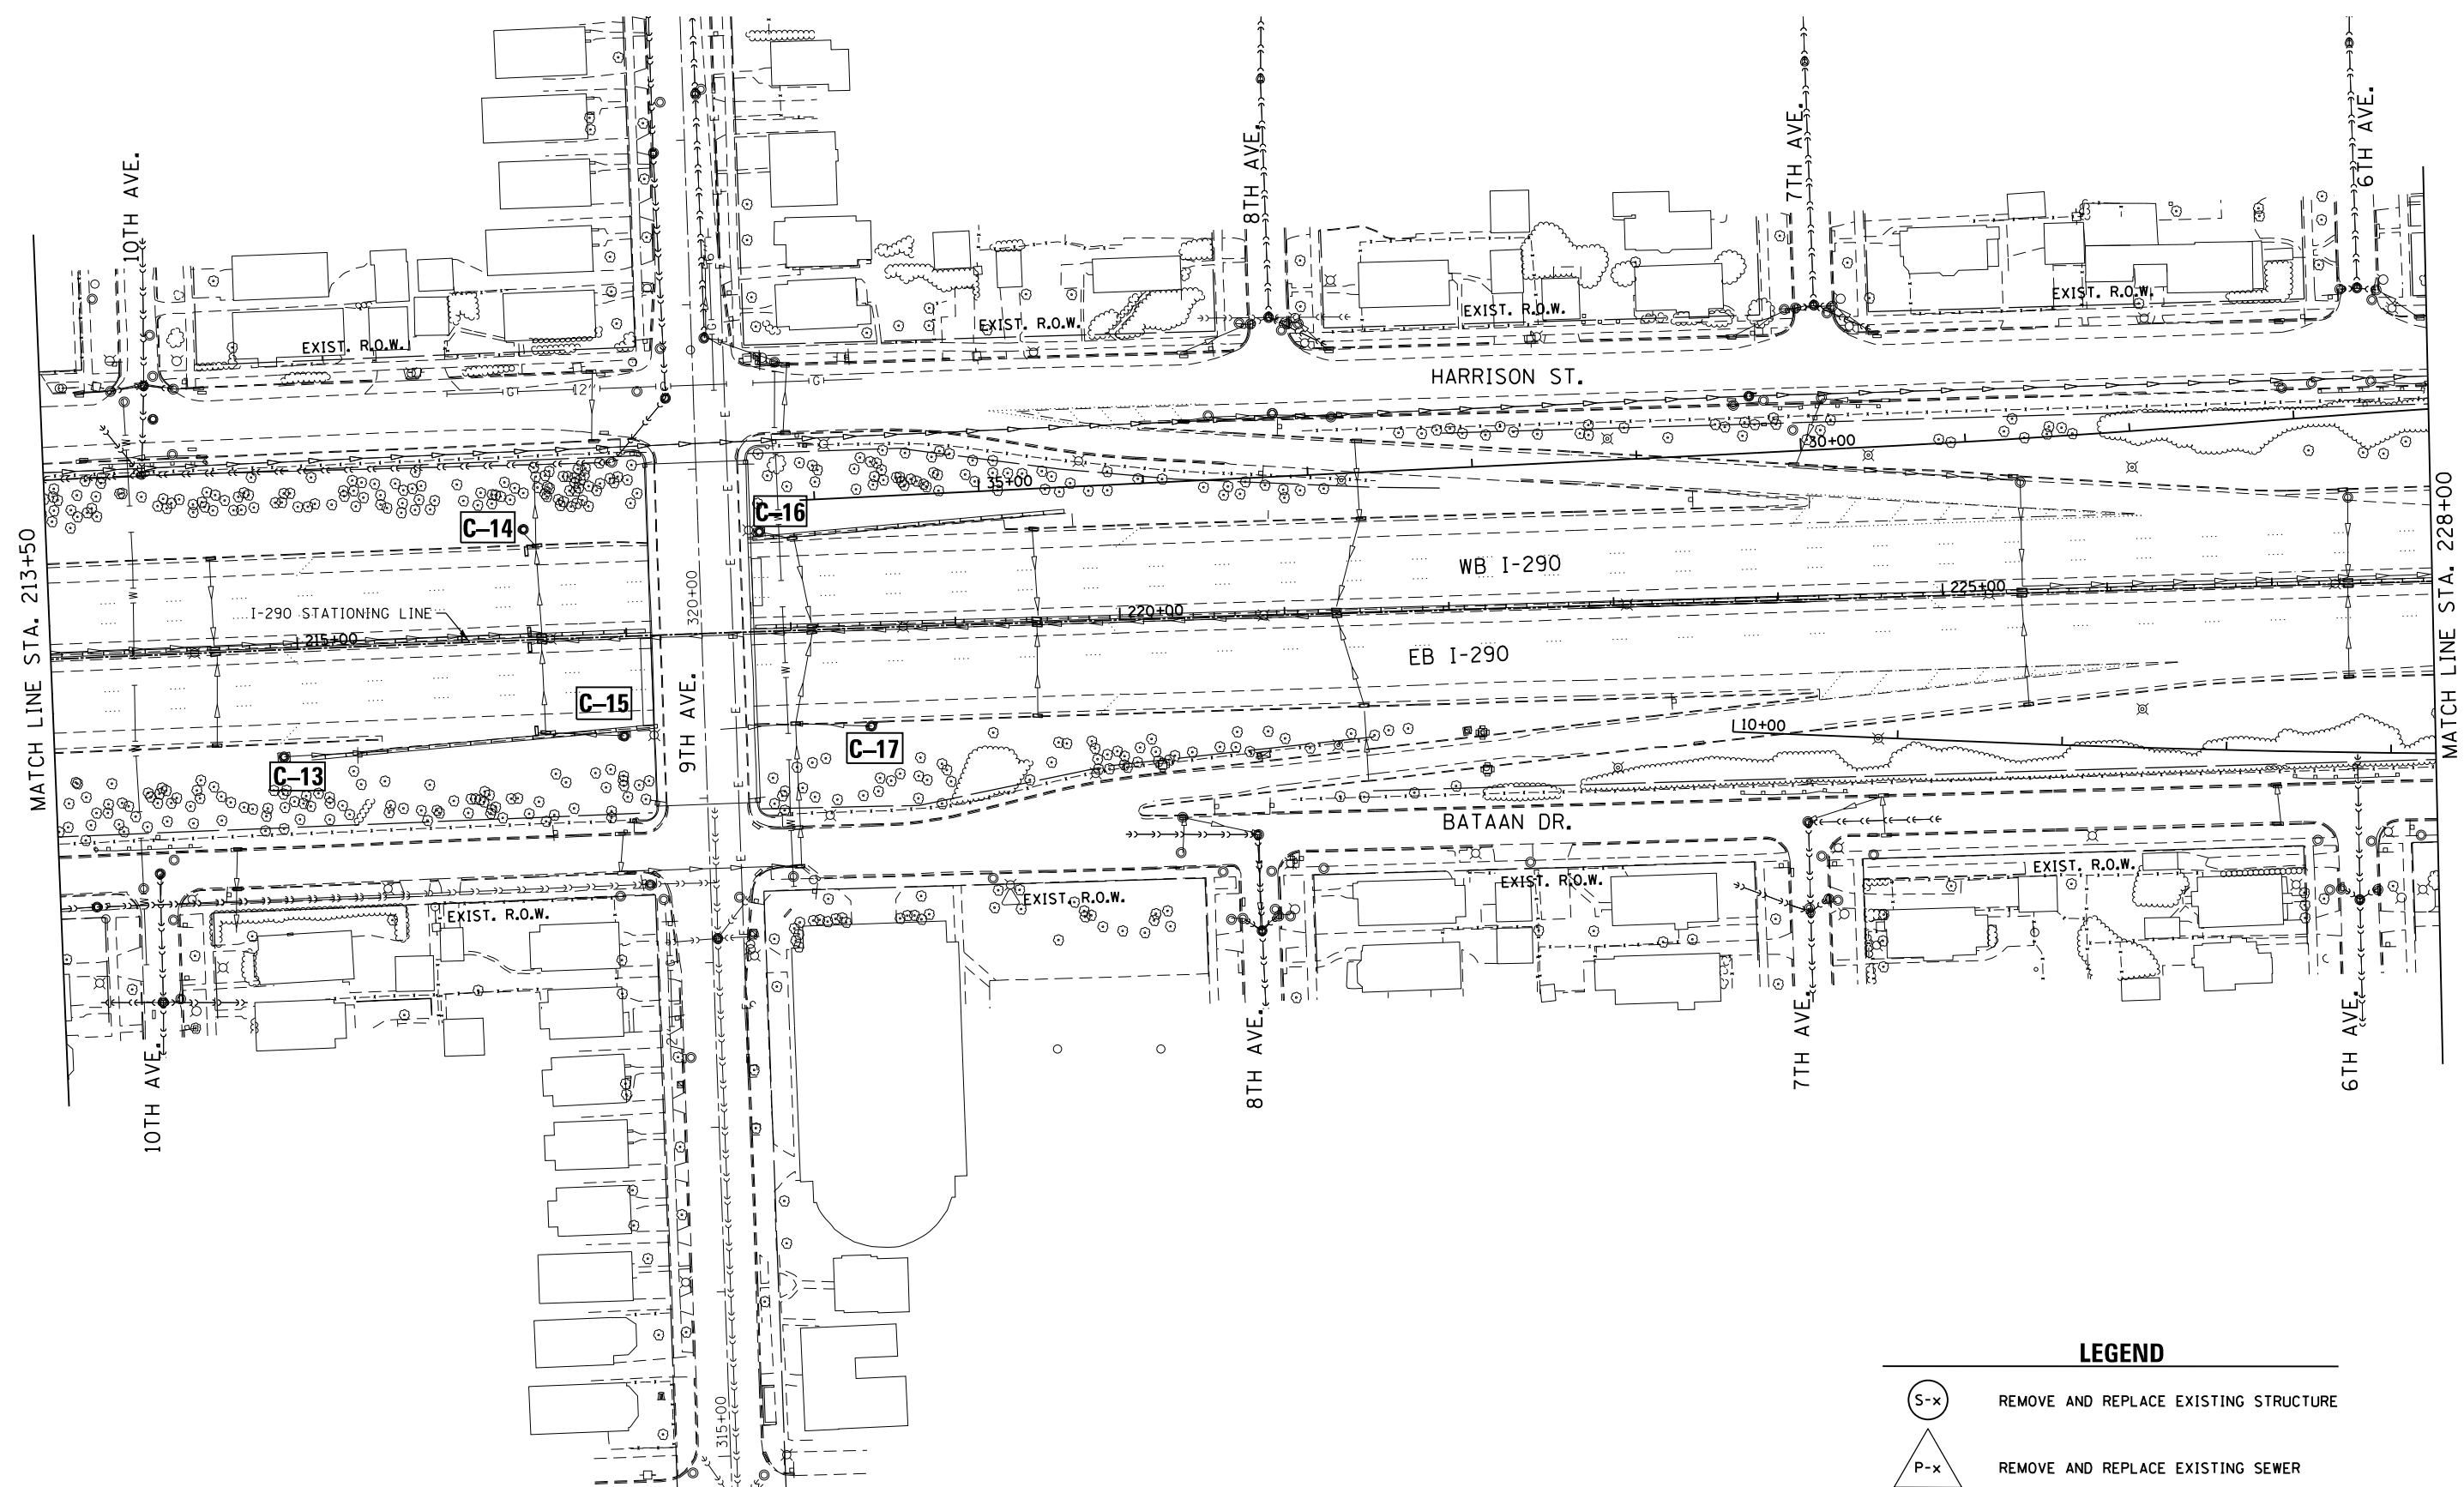 10TH AVE.
8TH AVE.
7TH AVE.
6TH AVE.
EXIST. R.O.W.
EXIST. R.O.W.
EXIST. R.O.W.
EXIST. R.O.W.
HARRISON ST.
G
G
12"
30+00
35+00
C-14
C-16
MATCH LINE STA. 213+50
MATCH LINE STA. 228+00
WB I-290
I-290 STATIONING LINE
215+00
320+00
220+00
225+00
EB I-290
C-15
9TH AVE.
C-17
C-13
10+00
BATAAN DR.
EXIST. R.O.W.
EXIST. R.O.W.
EXIST. R.O.W.
EXIST. R.O.W.
10TH AVE.
8TH AVE.
7TH AVE.
6TH AVE.
315+00
LEGEND
S-x REMOVE AND REPLACE EXISTING STRUCTURE
P-x REMOVE AND REPLACE EXISTING SEWER